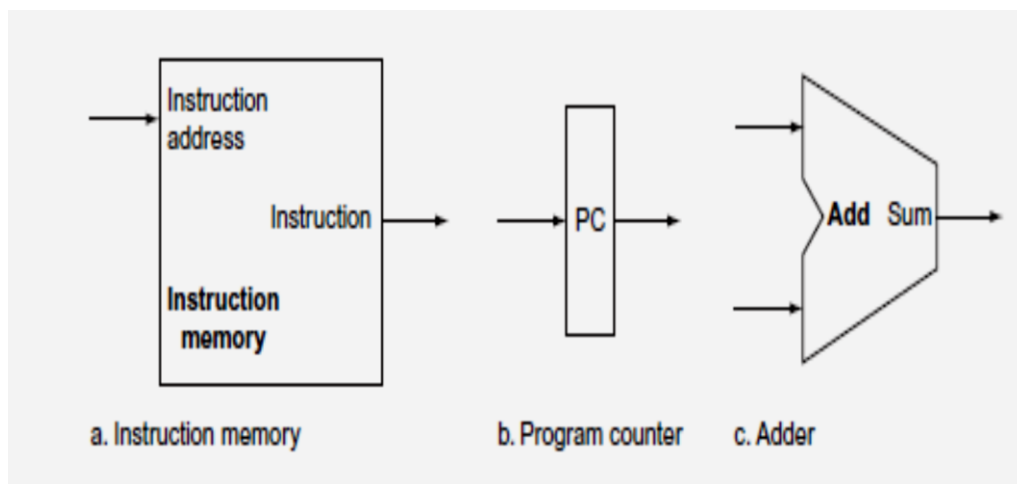 Instruction
address
Instruction
Instruction
memory
PC
Add Sum
a. Instruction memory
b. Program counter
c. Adder